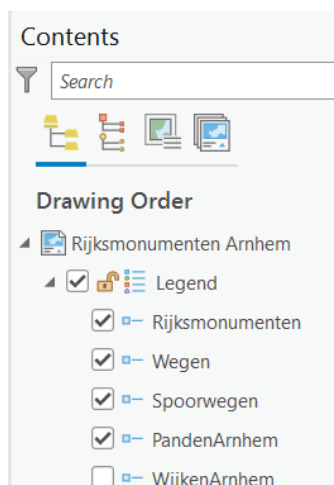 Contents
Search
Drawing Order
Rijksmonumenten Arnhem
Legend
Rijksmonumenten
Wegen
Spoorwegen
PandenArnhem
WijkenArnhem